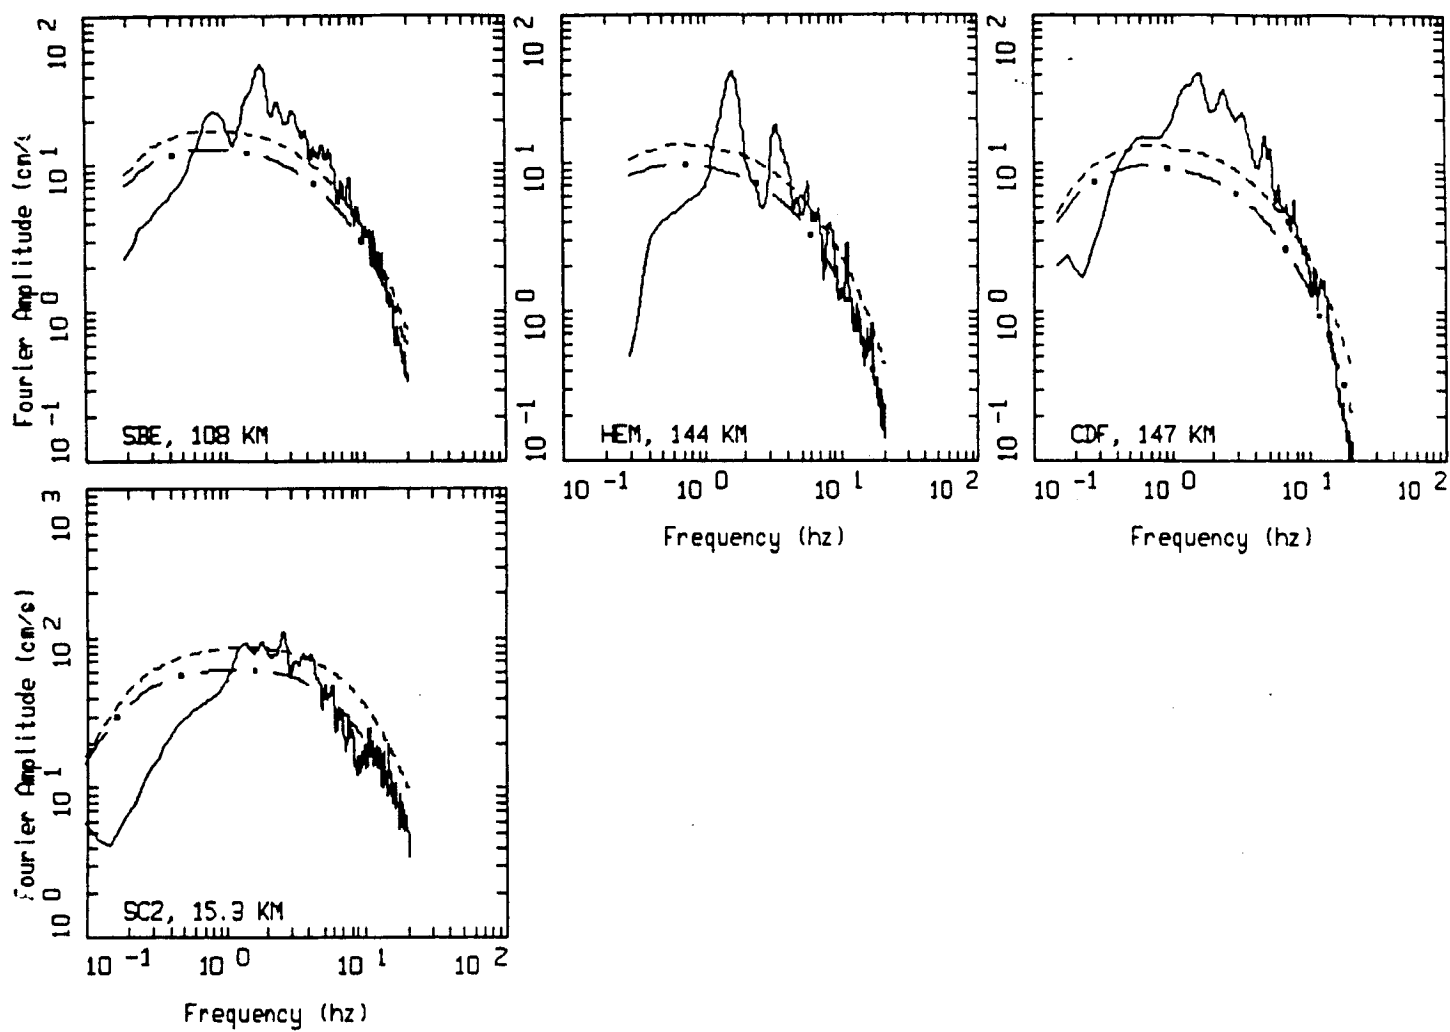 Fourier Amplitude (cm/s
10 2
10 1
10 0
10 -1
SBE, 108 KM
10 2
10 1
10 0
10 -1
HEM, 144 KM
10 -1 10 0 10 1 10 2
Frequency (hz)
10 2
10 1
10 0
10 -1
CDF, 147 KM
10 -1 10 0 10 1 10 2
Frequency (hz)
Fourier Amplitude (cm/s)
10 3
10 2
10 1
10 0
SC2, 15.3 KM
10 -1 10 0 10 1 10 2
Frequency (hz)